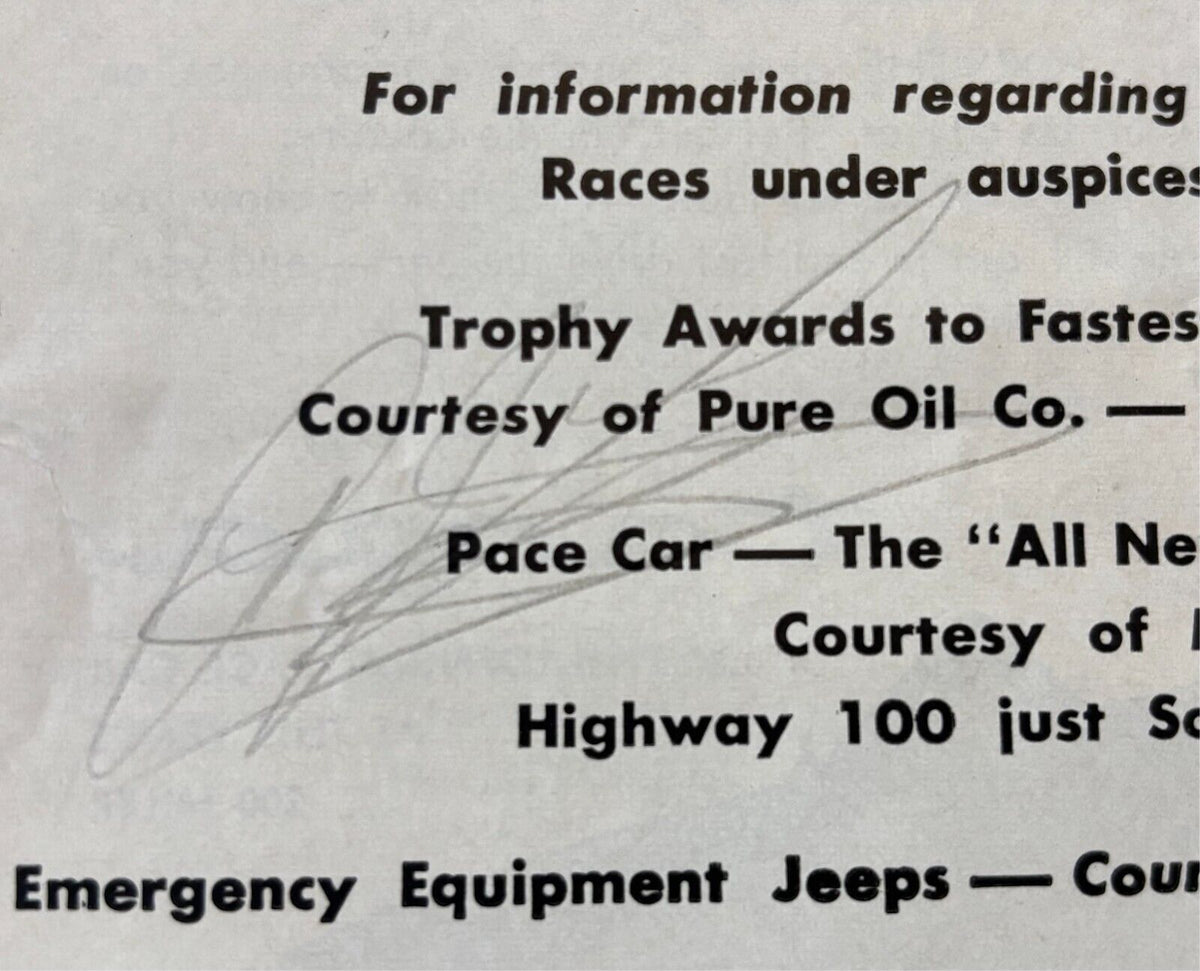 For information regarding
Races under auspices
Trophy Awards to Fastes
Courtesy of Pure Oil Co. —
Pace Car — The “All Ne
Courtesy of
Highway 100 just So
Emergency Equipment Jeeps — Cour